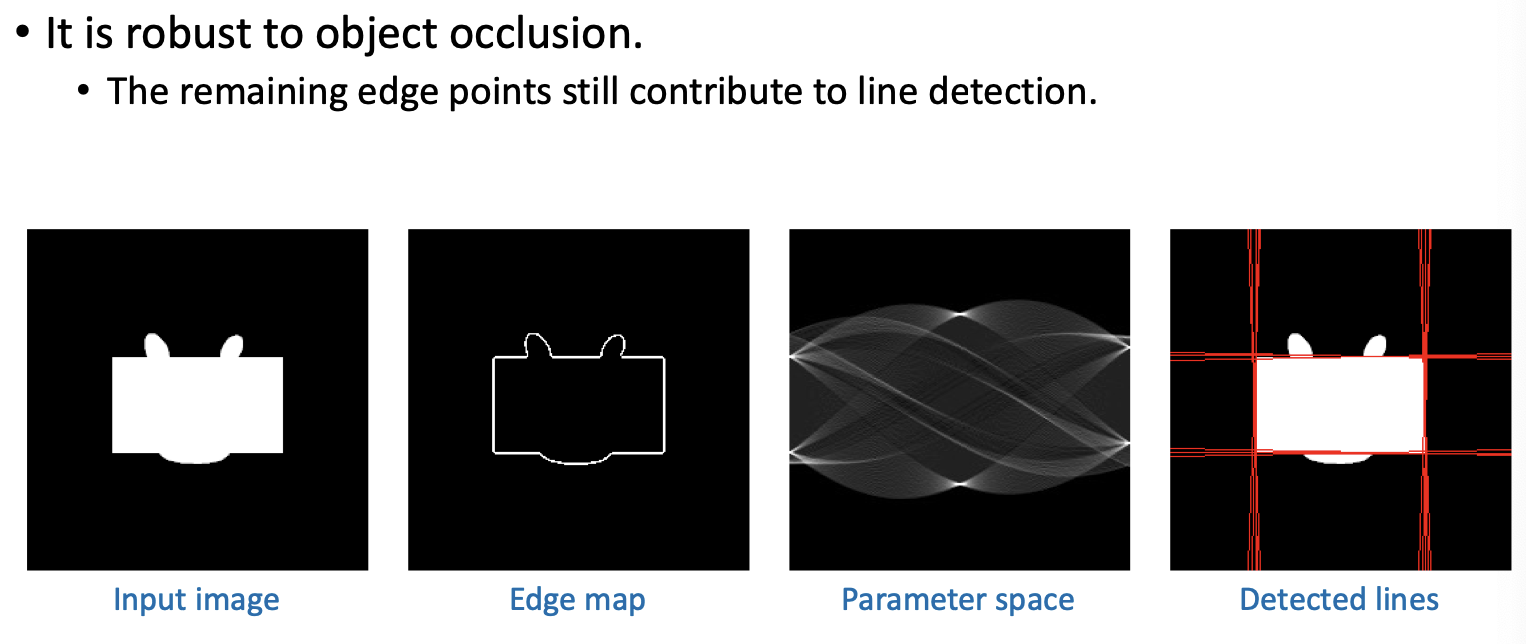 • It is robust to object occlusion.
• The remaining edge points still contribute to line detection.
Input image
Edge map
Parameter space
Detected lines